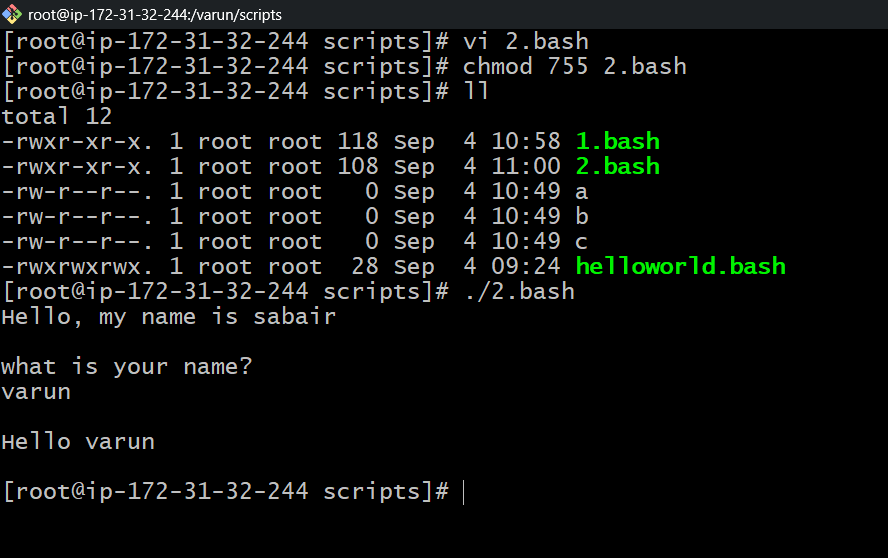 root@ip-172-31-32-244:/varun/scripts
[root@ip-172-31-32-244 scripts]# vi 2.bash
[root@ip-172-31-32-244 scripts]# chmod 755 2.bash
[root@ip-172-31-32-244 scripts]# ll
total 12
-rwxr-xr-x. 1 root root 118 Sep  4 10:58 1.bash
-rwxr-xr-x. 1 root root 108 Sep  4 11:00 2.bash
-rw-r--r--. 1 root root   0 Sep  4 10:49 a
-rw-r--r--. 1 root root   0 Sep  4 10:49 b
-rw-r--r--. 1 root root   0 Sep  4 10:49 c
-rwxrwxrwx. 1 root root  28 Sep  4 09:24 helloworld.bash
[root@ip-172-31-32-244 scripts]# ./2.bash
Hello, my name is sabair
what is your name?
varun
Hello varun
[root@ip-172-31-32-244 scripts]#